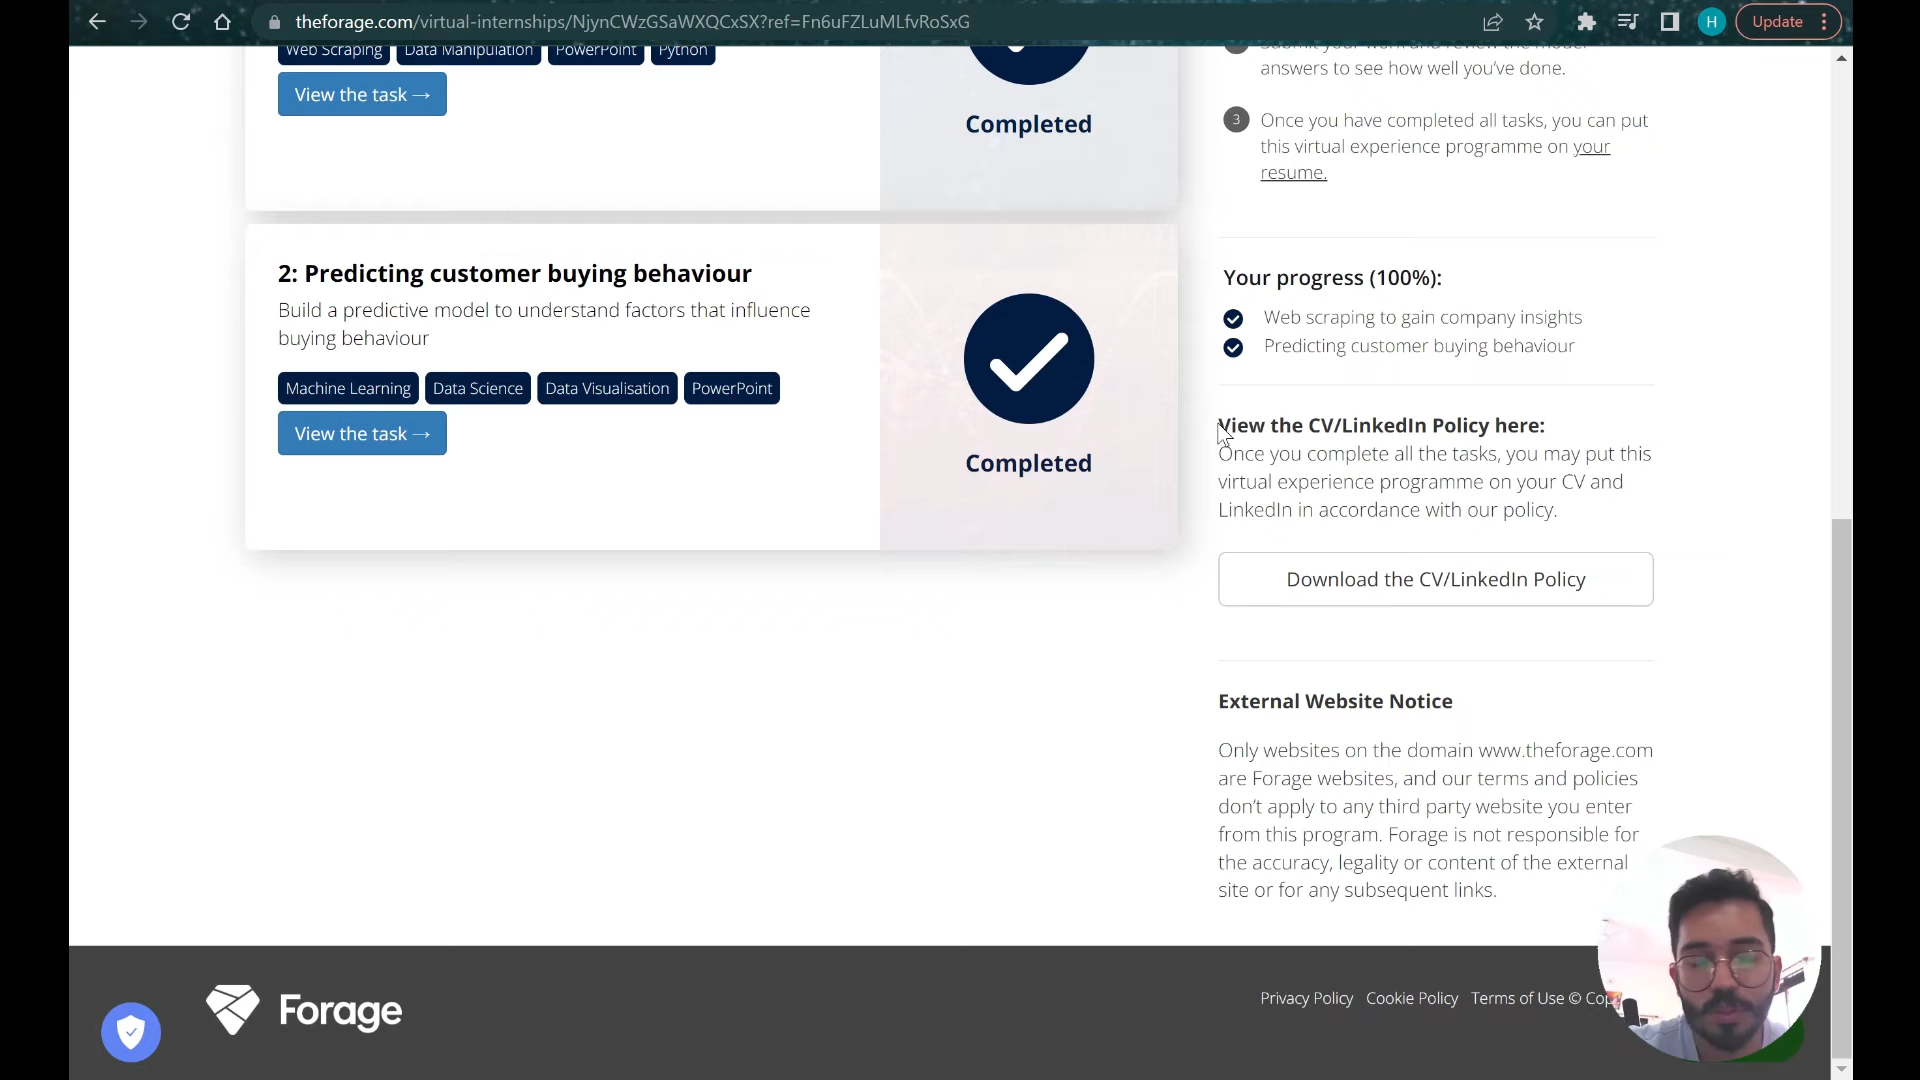 theforage.com/virtual-internships/NjynCWzGSaWXQCxSX?ref=Fn6uFZLuMLfvRoSxG
H
Update
Web Scraping
Data Manipulation
PowerPoint
Python
View the task →
Completed
2: Predicting customer buying behaviour
Build a predictive model to understand factors that influence
buying behaviour
Machine Learning
Data Science
Data Visualisation
PowerPoint
View the task →
Completed
Submit your work and review the model
answers to see how well you've done.
3
Once you have completed all tasks, you can put
this virtual experience programme on your
resume.
Your progress (100%):
Web scraping to gain company insights
Predicting customer buying behaviour
View the CV/LinkedIn Policy here:
Once you complete all the tasks, you may put this
virtual experience programme on your CV and
LinkedIn in accordance with our policy.
Download the CV/LinkedIn Policy
External Website Notice
Only websites on the domain www.theforage.com
are Forage websites, and our terms and policies
don't apply to any third party website you enter
from this program. Forage is not responsible for
the accuracy, legality or content of the external
site or for any subsequent links.
Forage
Privacy Policy
Cookie Policy
Terms of Use ©